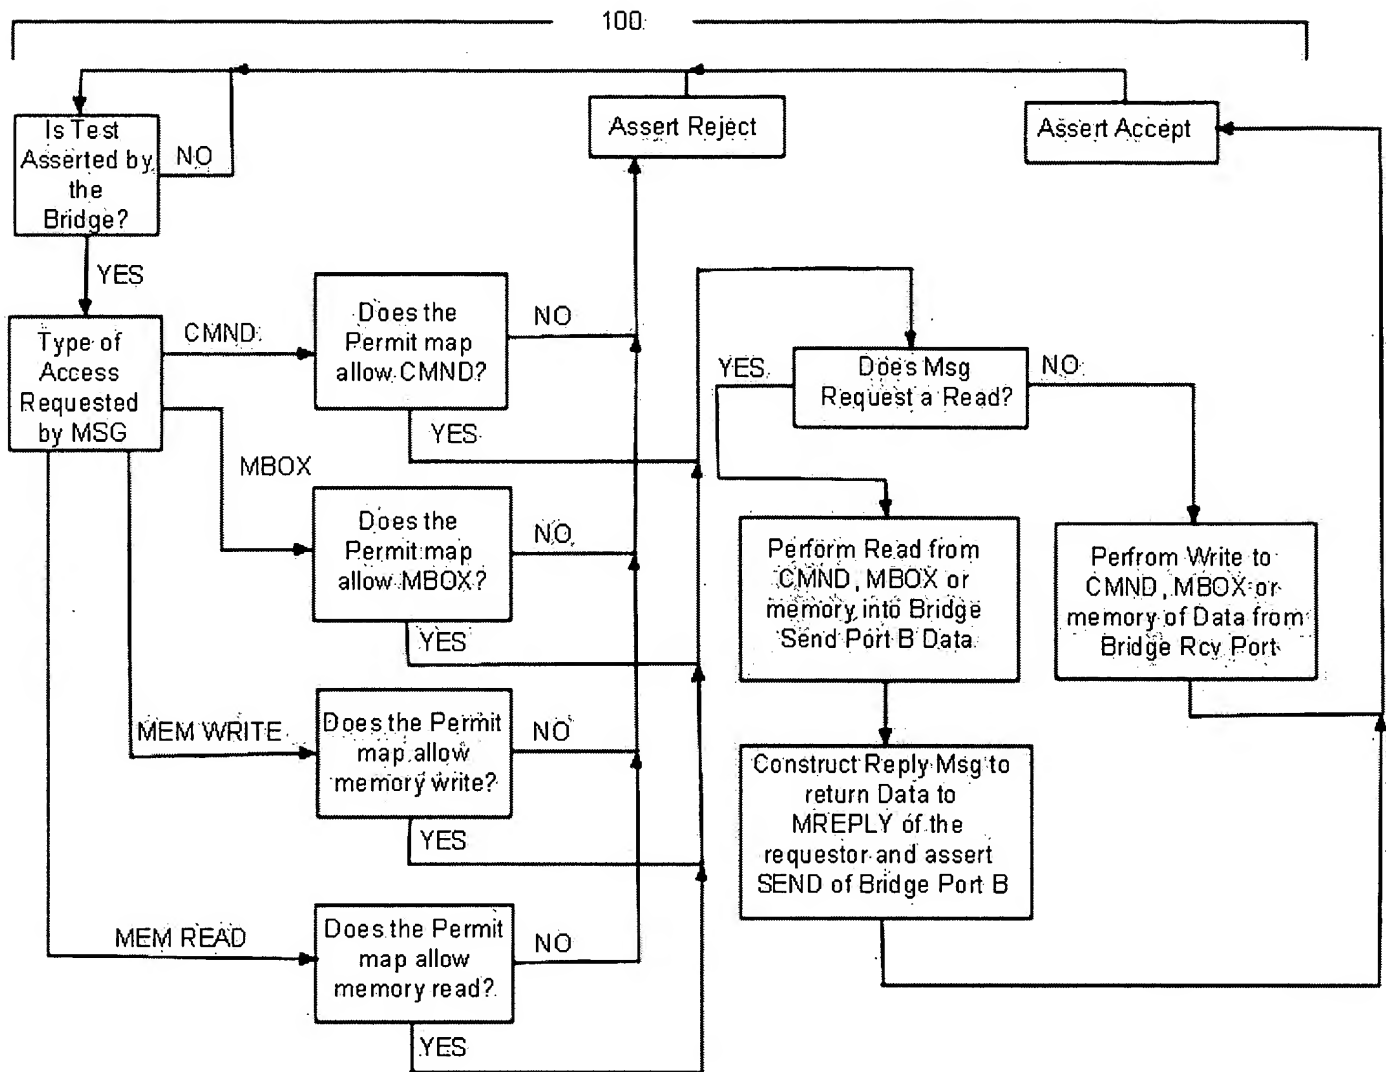 100
Is Test
Asserted by
the
Bridge?
NO
YES
Assert Reject
Assert Accept
Type of
Access
Requested
by MSG
CMND
MBOX
MEM WRITE
MEM READ
Does the
Permit map
allow CMND?
NO
YES
Does the
Permit map
allow MBOX?
NO
YES
Does the Permit
map allow
memory write?
NO
YES
Does the Permit
map allow
memory read?
NO
YES
Does Msg
Request a Read?
YES
NO
Perform Read from
CMND, MBOX or
memory into Bridge
Send Port B Data
Perfrom Write to
CMND, MBOX or
memory of Data from
Bridge Rcv Port
Construct Reply Msg to
return Data to
MREPLY of the
requestor and assert
SEND of Bridge Port B